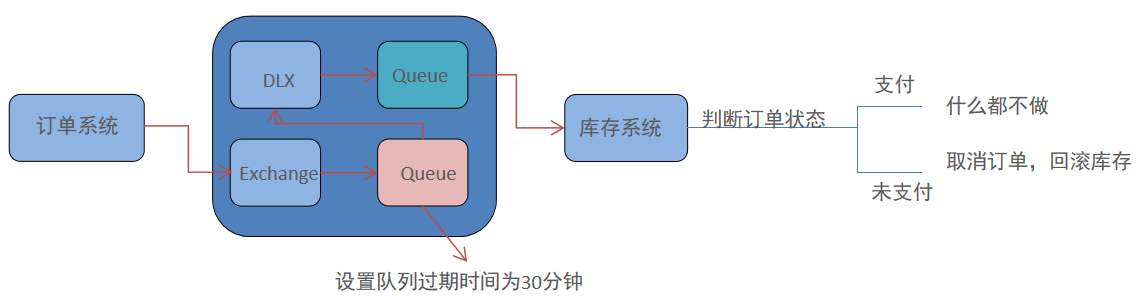 DLX
Queue
支付
什么都不做
订单系统
库存系统
判断订单状态
Exchange
Queue
取消订单，回滚库存
未支付
设置队列过期时间为30分钟